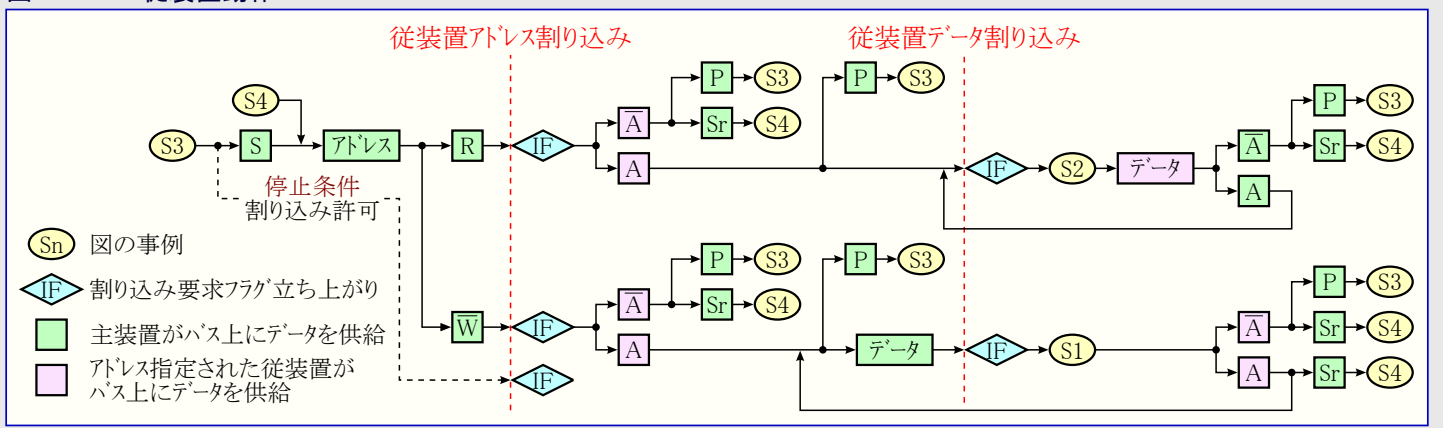 従装置アドレス割り込み
従装置データ割り込み
S4
P
S3
P
S3
P
S3
S3
S
アドレス
R
IF
A
Sr
S4
A
IF
S2
データ
A
Sr
S4
A
停止条件
割り込み許可
Sn 図の事例
IF 割り込み要求フラグ立ち上がり
主装置がバス上にデータを供給
アドレス指定された従装置が
バス上にデータを供給
W
IF
A
P
S3
Sr
S4
A
P
S3
データ
IF
S1
A
P
S3
Sr
S4
A
Sr
S4
IF